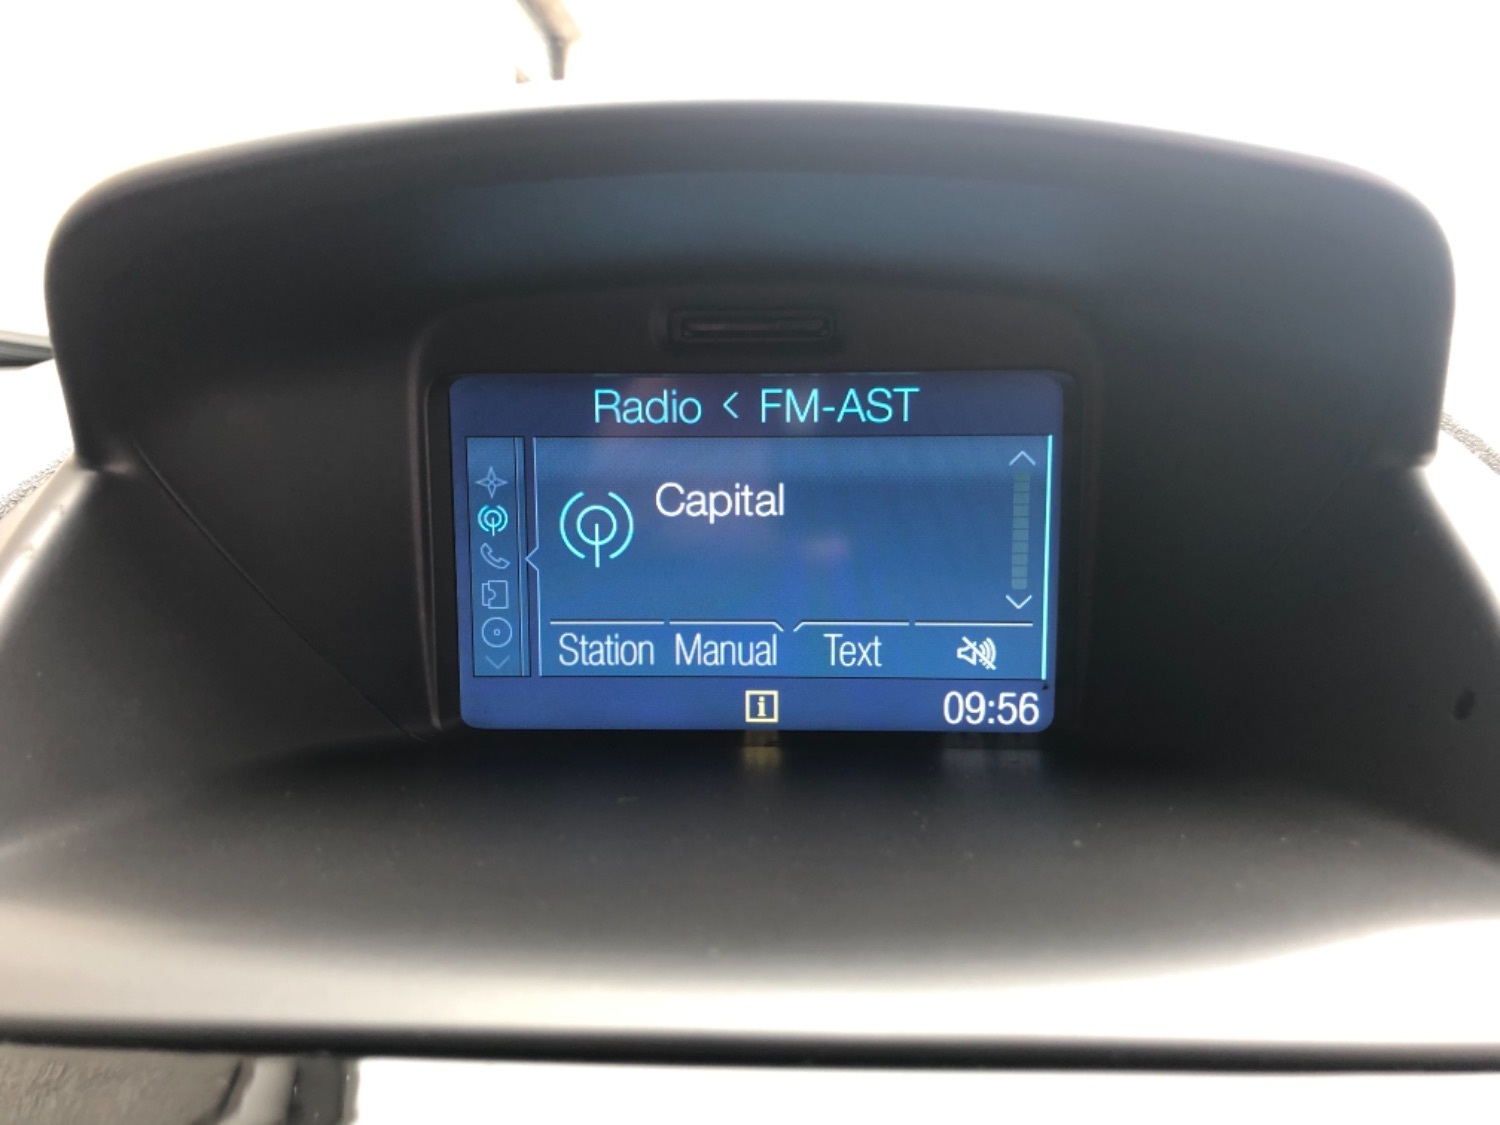 Radio < FM-AST
Capital
Station Manual Text
i
09:56